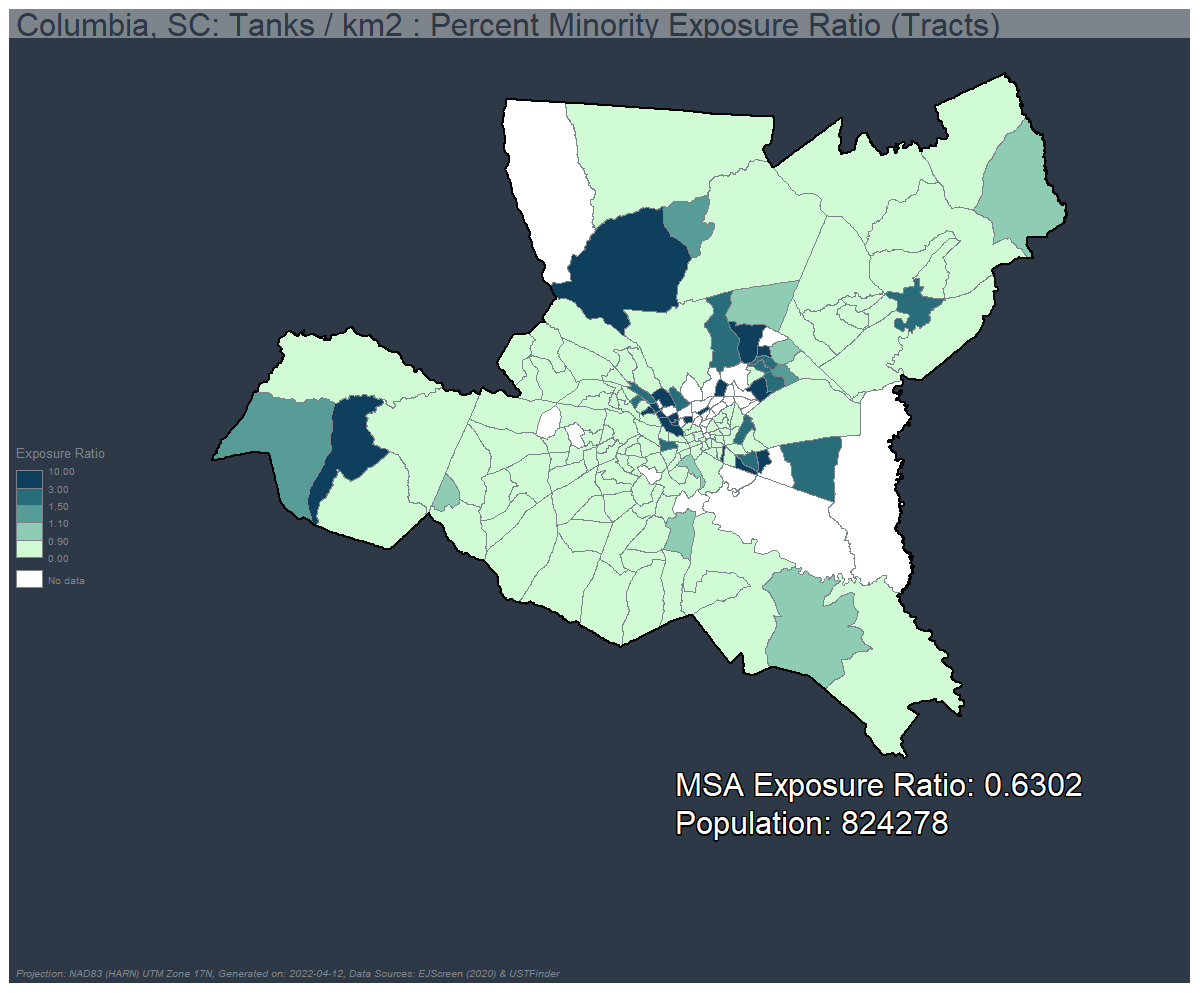 Columbia, SC: Tanks / km2 : Percent Minority Exposure Ratio (Tracts)
Exposure Ratio
10.00
3.00
1.50
1.10
0.90
0.00
No data
MSA Exposure Ratio: 0.6302
Population: 824278
Projection: NAD83 (HARN) UTM Zone 17N, Generated on: 2022-04-12, Data Sources: EJScreen (2020) & USTFinder